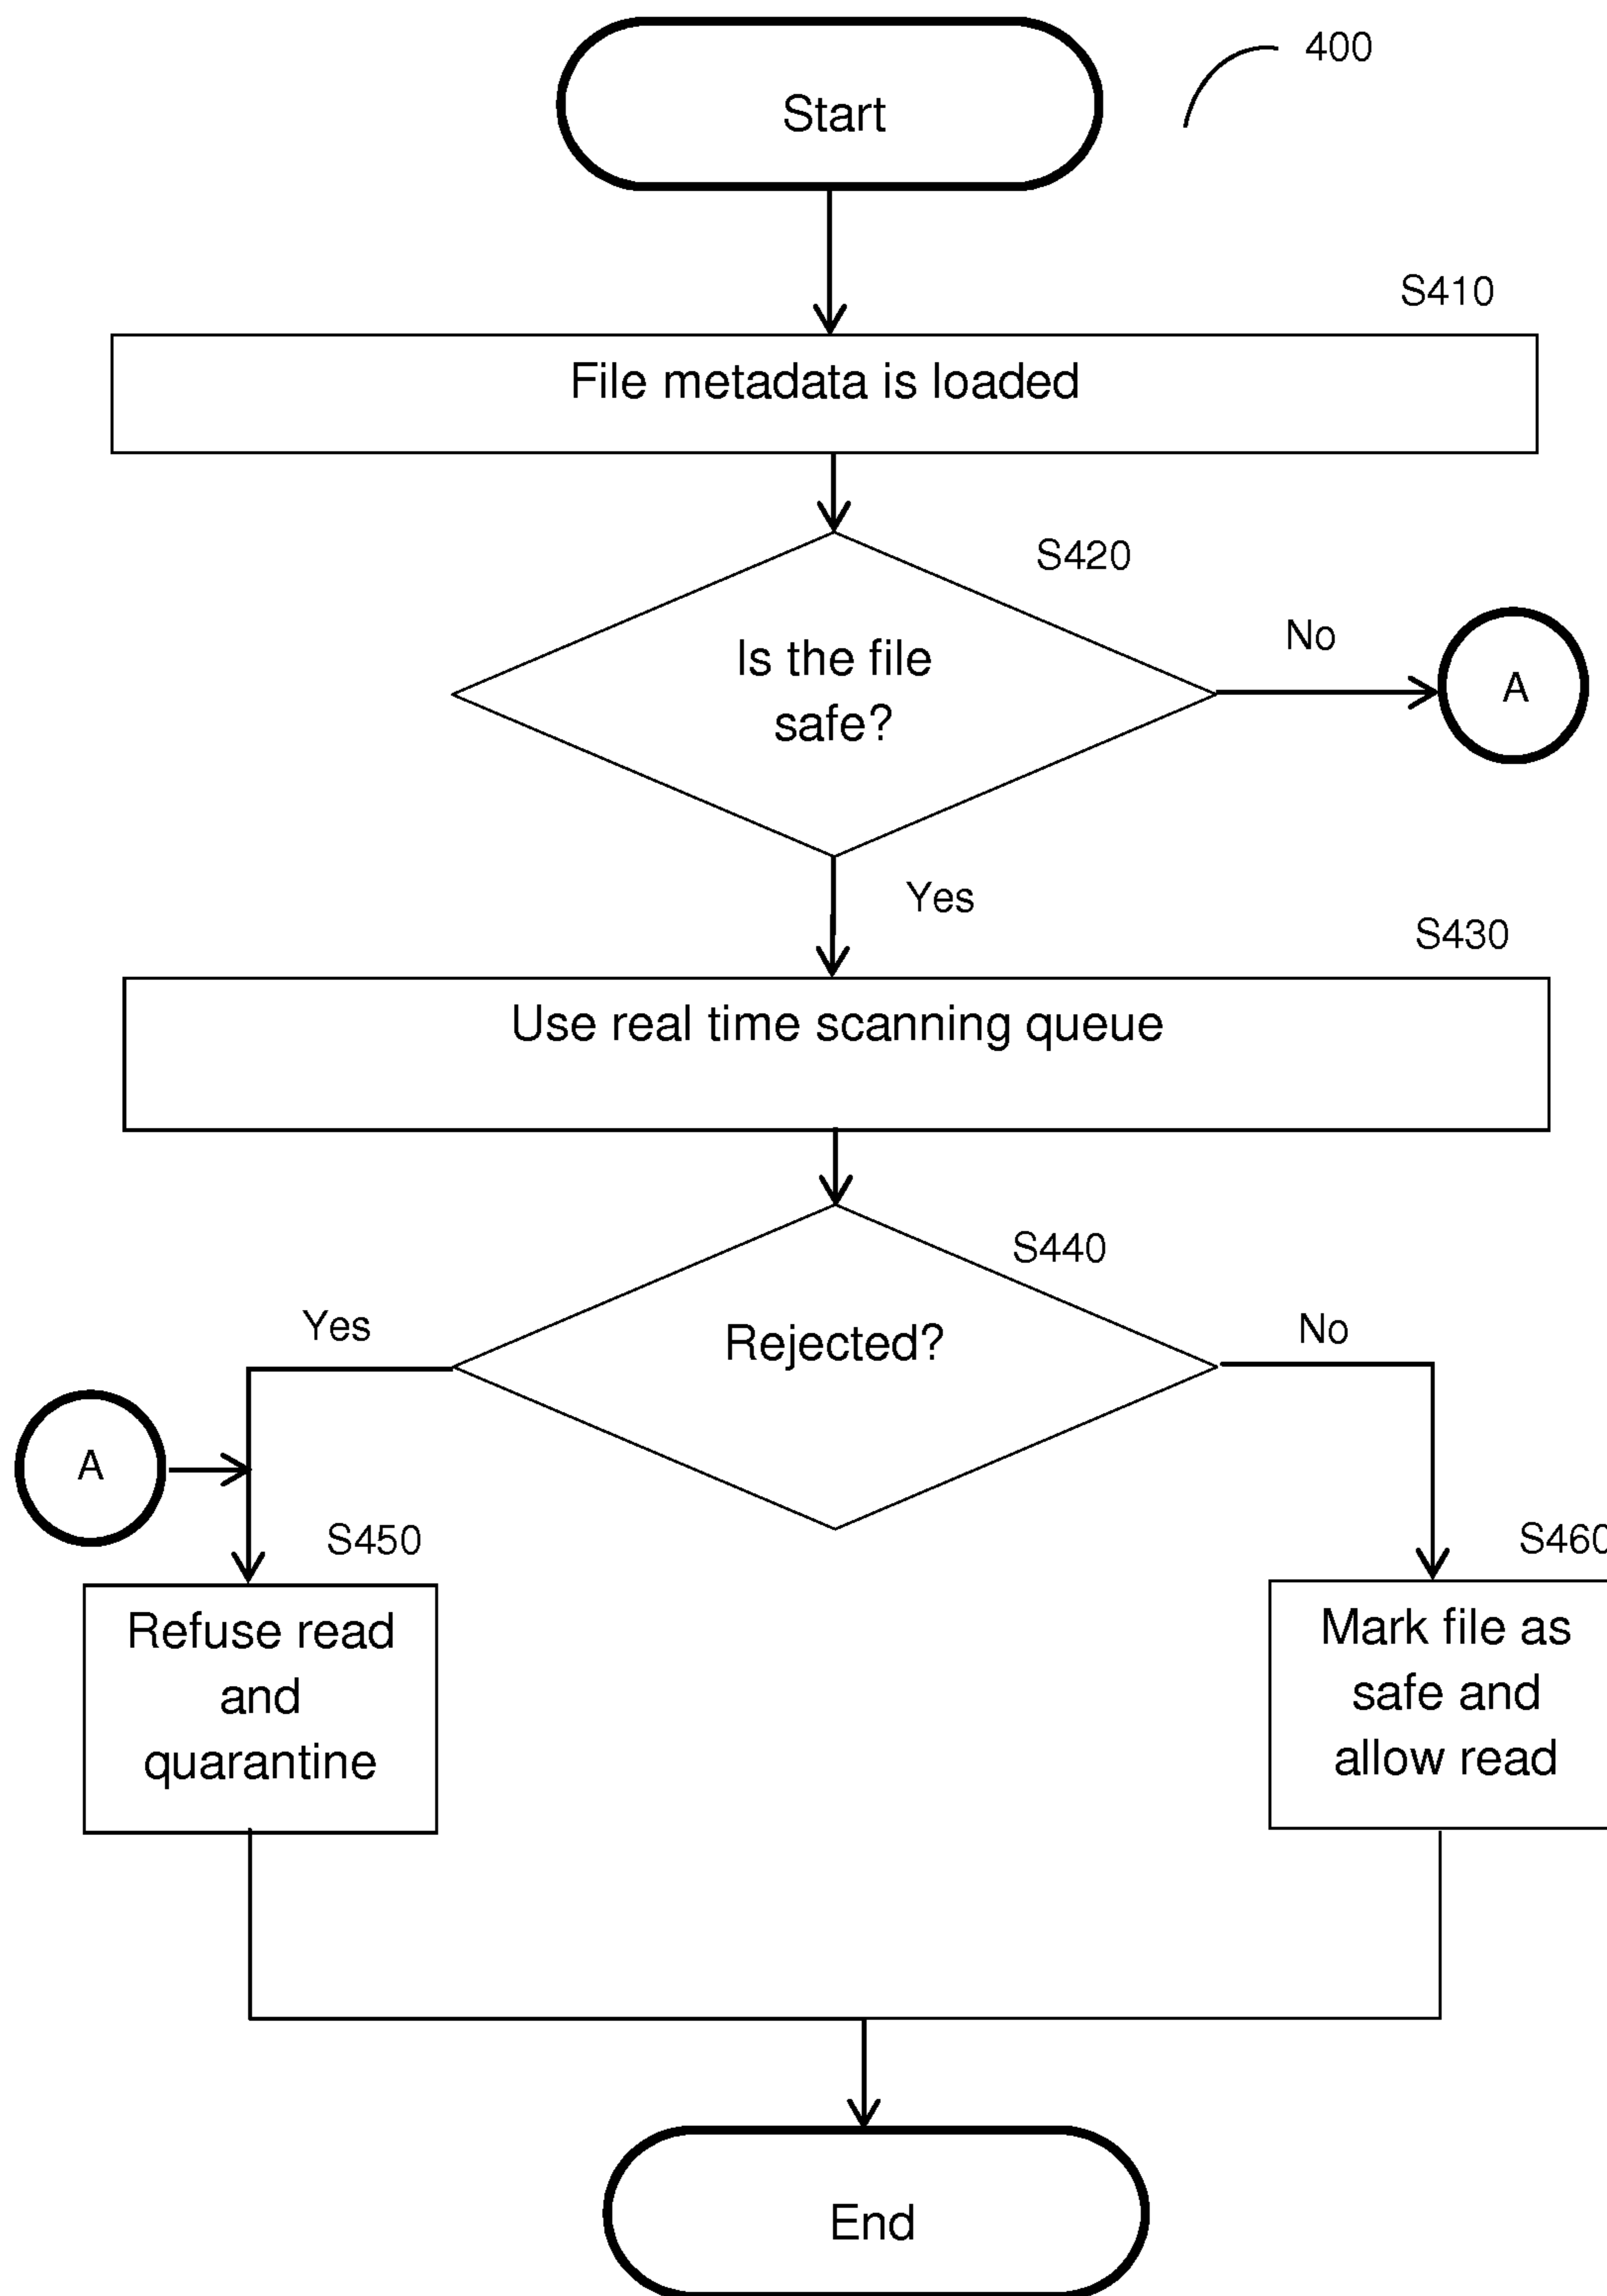 Start
400
S410
File metadata is loaded
S420
Is the file
safe?
No
A
Yes
S430
Use real time scanning queue
S440
Rejected?
Yes
No
A
S450
S460
Refuse read
and
quarantine
Mark file as
safe and
allow read
End